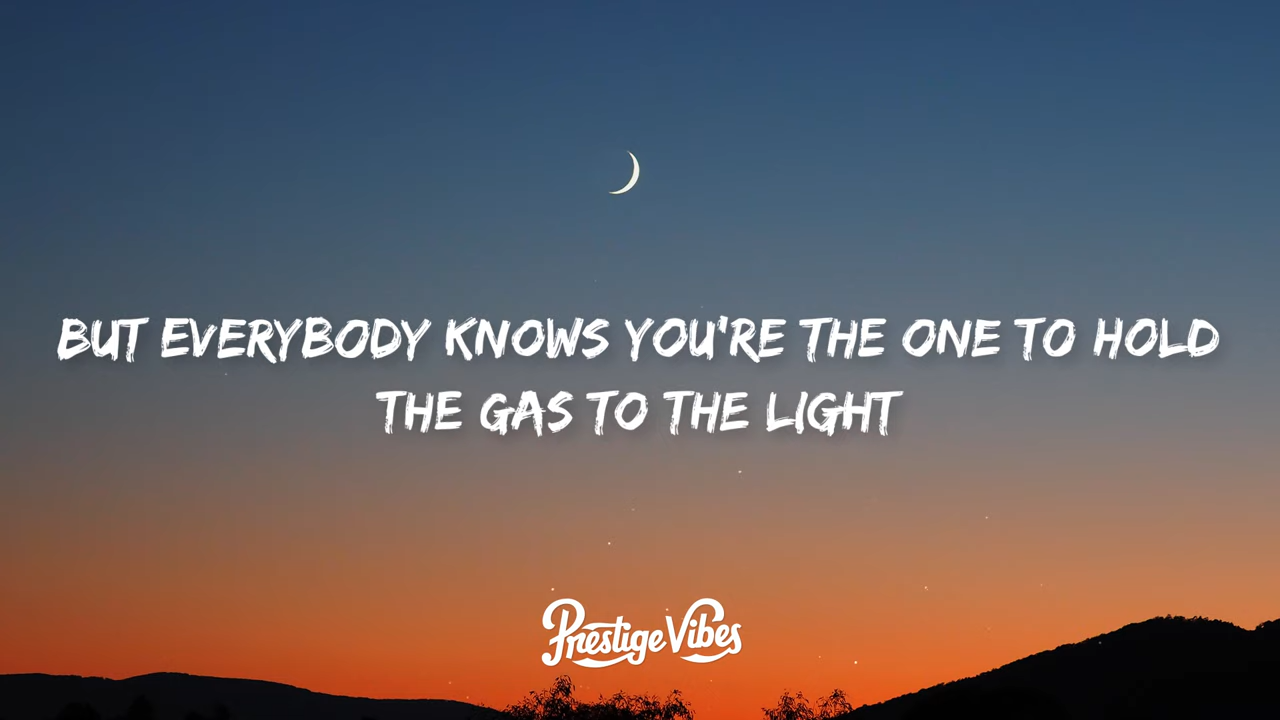 BUT EVERYBODY KNOWS YOU'RE THE ONE TO HOLD
THE GAS TO THE LIGHT
Prestige Vibes